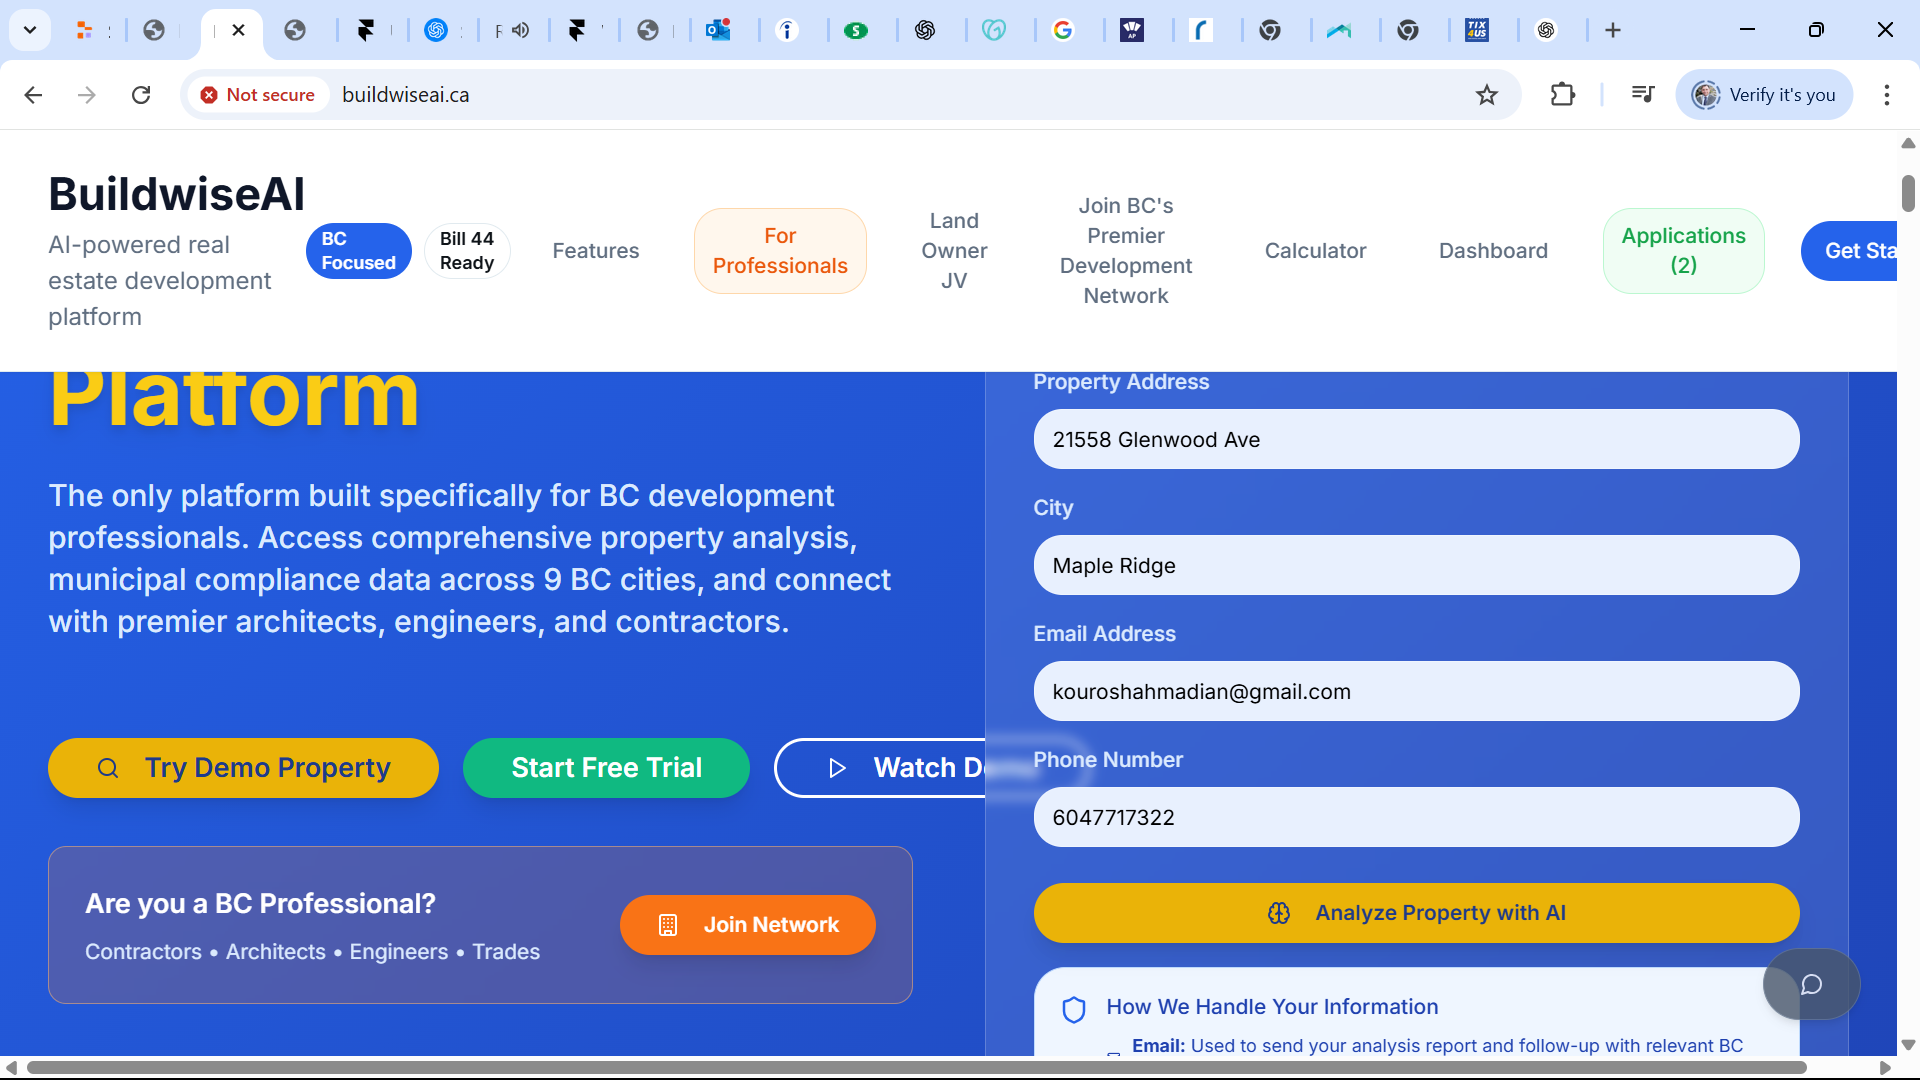 Not secure
buildwiseai.ca
Verify it's you
BuildwiseAI
AI-powered real
estate development
platform
BC
Focused
Bill 44
Ready
Features
For
Professionals
Land
Owner
JV
Join BC's
Premier
Development
Network
Calculator
Dashboard
Applications
(2)
Get Sta
Platform
The only platform built specifically for BC development
professionals. Access comprehensive property analysis,
municipal compliance data across 9 BC cities, and connect
with premier architects, engineers, and contractors.
Try Demo Property
Start Free Trial
Watch Demo
Are you a BC Professional?
Contractors • Architects • Engineers • Trades
Join Network
Property Address
21558 Glenwood Ave
City
Maple Ridge
Email Address
kouroshahmadian@gmail.com
Phone Number
6047717322
Analyze Property with AI
How We Handle Your Information
Email: Used to send your analysis report and follow-up with relevant BC